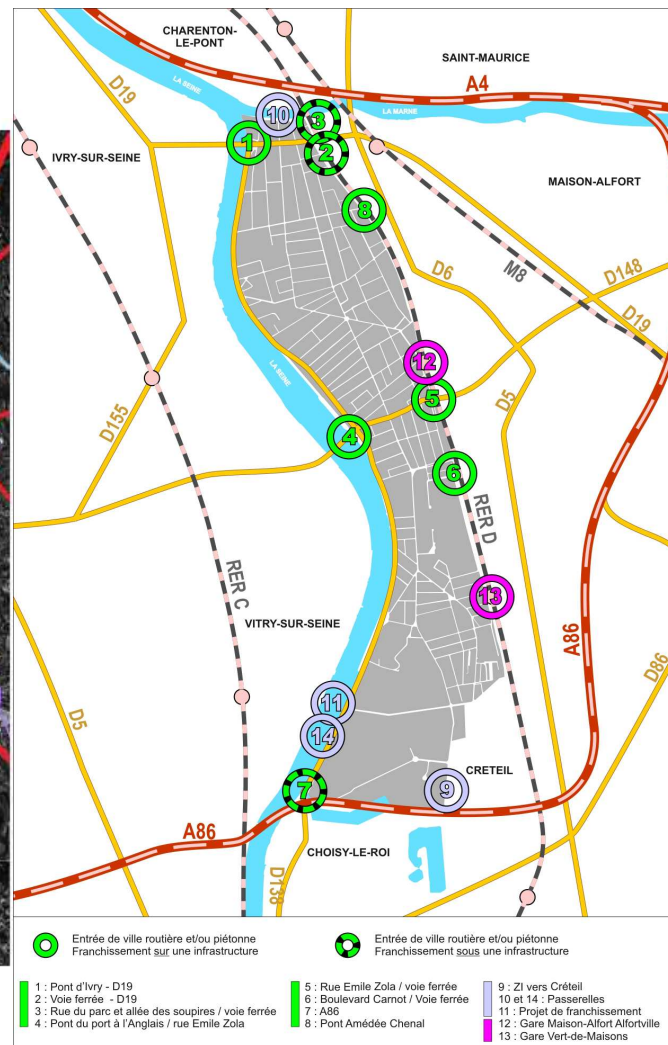 CHARENTON-
LE-PONT
SAINT-MAURICE
A4
D19
LA SEINE
LA MARNE
10
3
1
2
IVRY-SUR-SEINE
MAISON-ALFORT
8
D6
M8
D148
D19
12
LA SEINE
5
D5
D155
4
6
RER D
RER C
13
VITRY-SUR-SEINE
A86
D86
11
D5
14
CRETEIL
7
9
A86
CHOISY-LE-ROI
D138
Entrée de ville routière et/ou piétonne
Franchissement sur une infrastructure
Entrée de ville routière et/ou piétonne
Franchissement sous une infrastructure
1 : Pont d'Ivry - D19
2 : Voie ferrée - D19
3 : Rue du parc et allée des soupires / voie ferrée
4 : Pont du port à l'Anglais / rue Emile Zola
5 : Rue Emile Zola / voie ferrée
6 : Boulevard Carnot / Voie ferrée
7 : A86
8 : Pont Amédée Chenal
9 : ZI vers Créteil
10 et 14 : Passerelles
11 : Projet de franchissement
12 : Gare Maison-Alfort Alfortville
13 : Gare Vert-de-Maisons